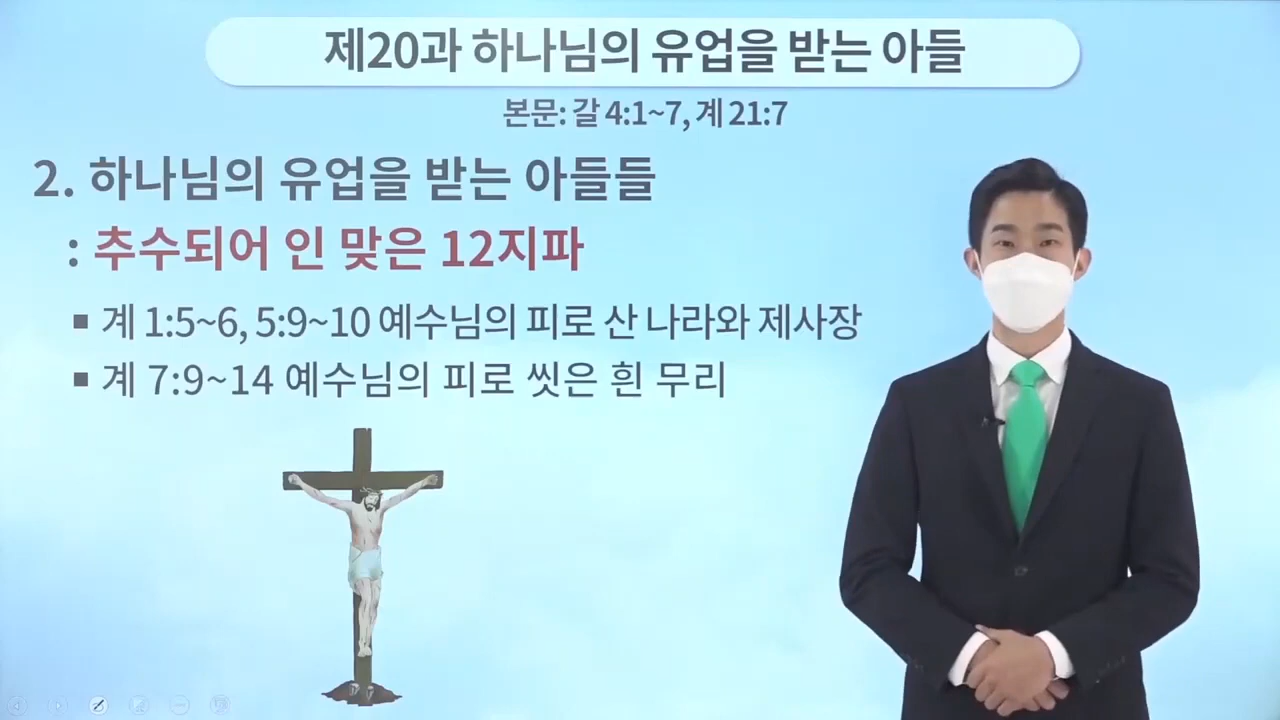 제20과 하나님의 유업을 받는 아들
본문: 갈 4:1~7, 계 21:7
2. 하나님의 유업을 받는 아들들
: 추수되어 인 맞은 12지파
▪ 계 1:5~6, 5:9~10 예수님의 피로 산 나라와 제사장
▪ 계 7:9~14 예수님의 피로 씻은 흰 무리